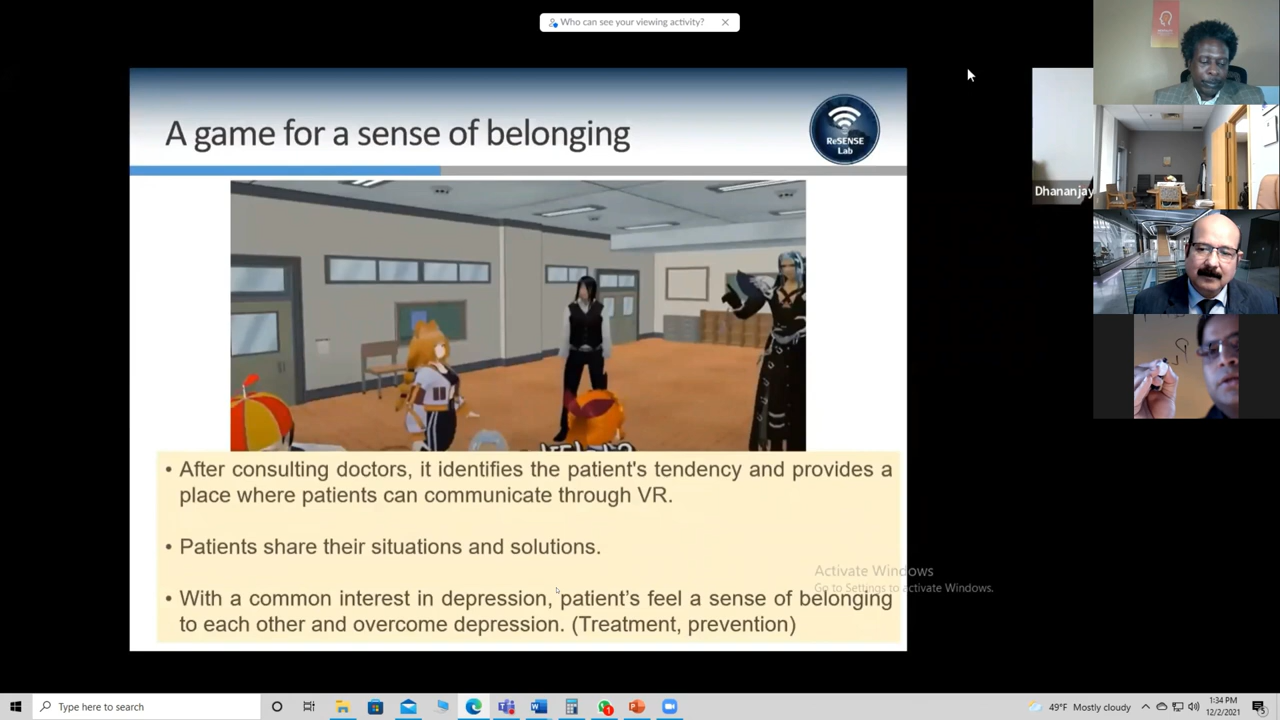 Who can see your viewing activity?
A game for a sense of belonging
ReSENSE
Lab
Dhananjay
• After consulting doctors, it identifies the patient's tendency and provides a
place where patients can communicate through VR.
• Patients share their situations and solutions.
• With a common interest in depression, patient’s feel a sense of belonging
to each other and overcome depression. (Treatment, prevention)
Activate Windows
Go to Settings to activate Windows.
Type here to search
49°F Mostly cloudy
1:34 PM
12/2/2021